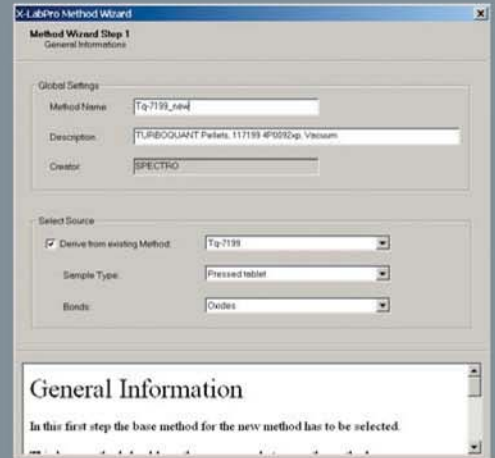 X-LabPro Method Wizard
Method Wizard Step 1
General Informations
Global Settings
Method Name: Tq-7199_new
Description: TURBOQUANT Pellets, 117199 4P0092xp, Vacuum
Creator: SPECTRO
Select Source
Derive from existing Method: Tq-7199
Sample Type: Pressed tablet
Bonds: Oxides
General Information
In this first step the base method for the new method has to be selected.